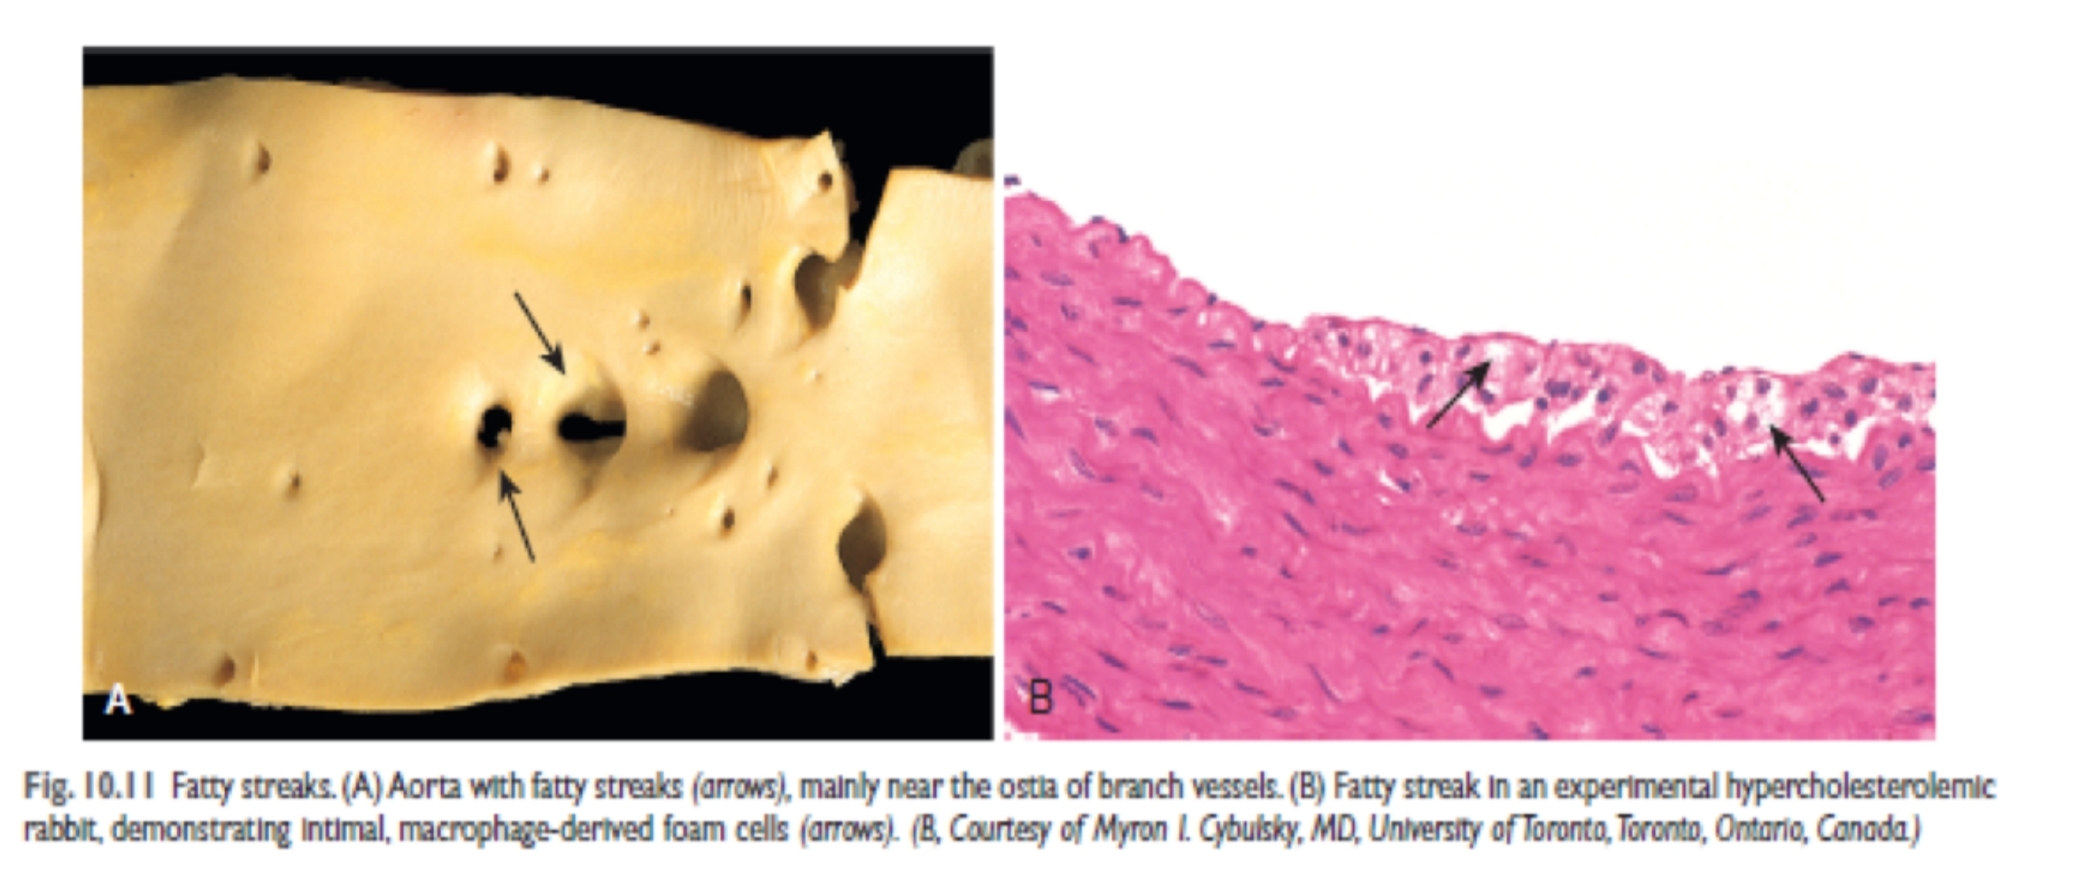 A
B
Fig. 10.11 Fatty streaks. (A) Aorta with fatty streaks (arrows), mainly near the ostia of branch vessels. (B) Fatty streak in an experimental hypercholesterolemic
rabbit, demonstrating intimal, macrophage-derived foam cells (arrows). (B, Courtesy of Myron I. Cybulsky, MD, University of Toronto, Toronto, Ontario, Canada.)